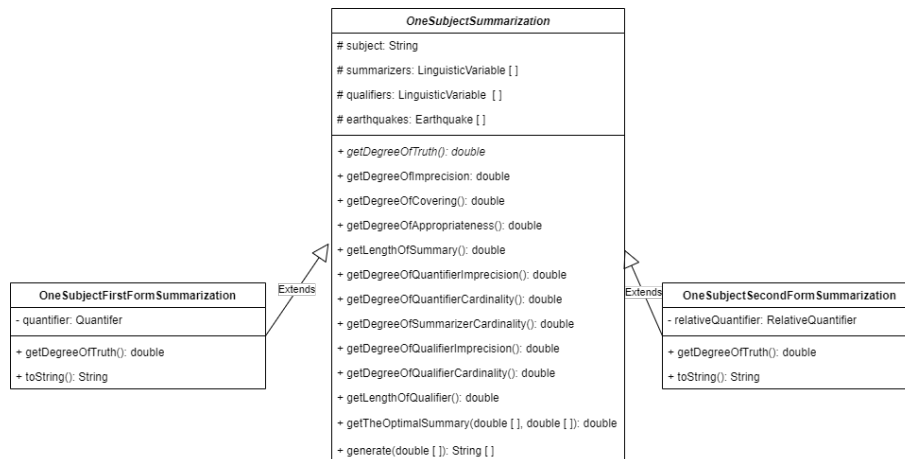 OneSubjectSummarization
# subject: String
# summarizers: LinguisticVariable [ ]
# qualifiers: LinguisticVariable [ ]
# earthquakes: Earthquake [ ]
+ getDegreeOfTruth(): double
+ getDegreeOfImprecision: double
+ getDegreeOfCovering(): double
+ getDegreeOfAppropriateness(): double
+ getLengthOfSummary(): double
+ getDegreeOfQuantifierImprecision(): double
+ getDegreeOfQuantifierCardinality(): double
+ getDegreeOfSummarizerCardinality(): double
+ getDegreeOfQualifierImprecision(): double
+ getDegreeOfQualifierCardinality(): double
+ getLengthOfQualifier(): double
+ getTheOptimalSummary(double [ ], double [ ]): double
+ generate(double [ ]): String [ ]
Extends
OneSubjectFirstFormSummarization
- quantifier: Quantifer
+ getDegreeOfTruth(): double
+ toString(): String
Extends
OneSubjectSecondFormSummarization
- relativeQuantifier: RelativeQuantifier
+ getDegreeOfTruth(): double
+ toString(): String